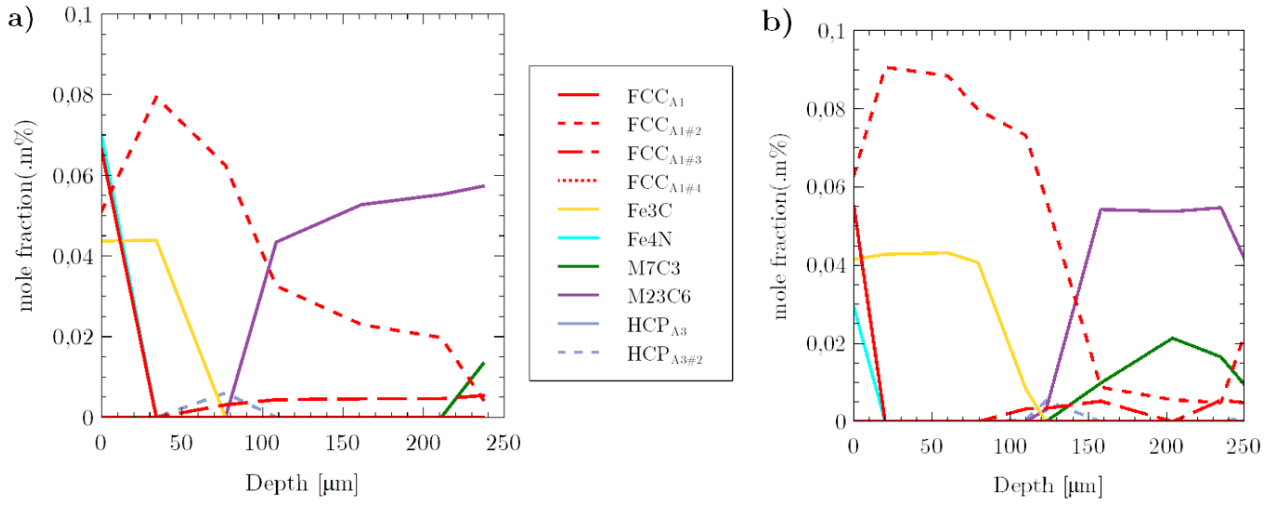 a)
mole fraction(.m%)
0,1
0,08
0,06
0,04
0,02
0
0 50 100 150 200 250
Depth [μm]
FCC_A1
FCC_A1#2
FCC_A1#3
FCC_A1#4
Fe3C
Fe4N
M7C3
M23C6
HCP_A3
HCP_A3#2
b)
mole fraction(.m%)
0,1
0,08
0,06
0,04
0,02
0
0 50 100 150 200 250
Depth [μm]